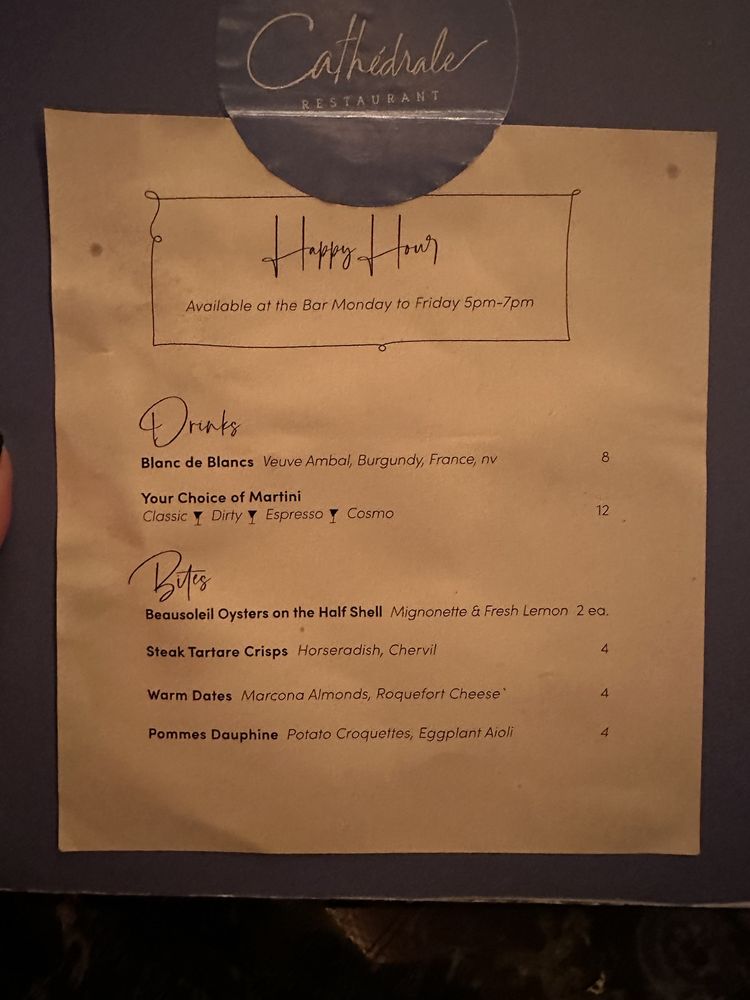 Cathédrale
RESTAURANT
Happy Hour
Available at the Bar Monday to Friday 5pm-7pm
Drinks
Blanc de Blancs Veuve Ambal, Burgundy, France, nv 8
Your Choice of Martini
Classic Dirty Espresso Cosmo 12
Bites
Beausoleil Oysters on the Half Shell Mignonette & Fresh Lemon 2 ea.
Steak Tartare Crisps Horseradish, Chervil 4
Warm Dates Marcona Almonds, Roquefort Cheese 4
Pommes Dauphine Potato Croquettes, Eggplant Aioli 4